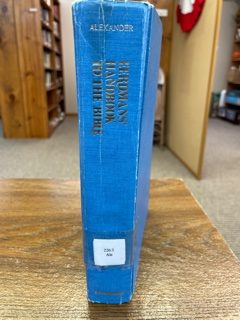 ALEXANDER
EERDMANS'
HANDBOOK
TO THE BIBLE
220.3
Ale